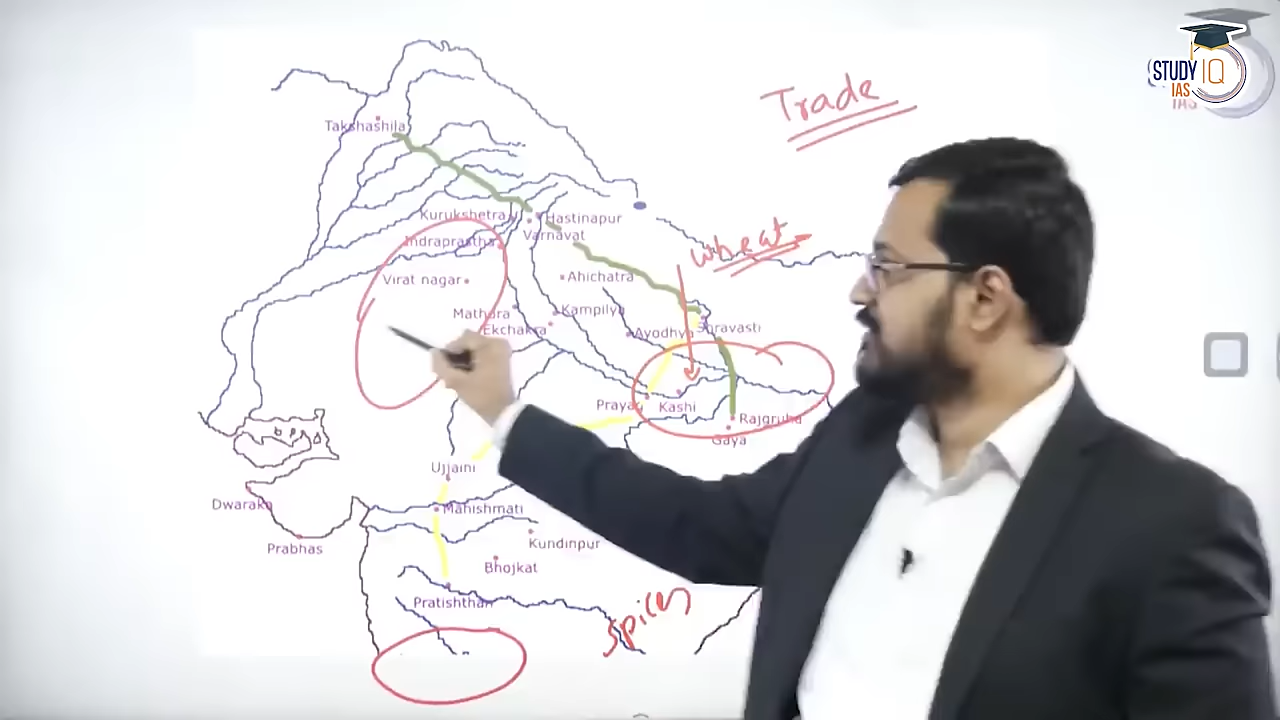 STUDY IQ
IAS
IAS
Trade
Takshashila
wheat
Kurukshetra
Hastinapur
Varnavat
Indraprastha
Virat nagar
Ahichatra
Mathura
Kampilya
Ekchakra
Ayodhya
Shravasti
Prayag
Kashi
Rajgruha
Gaya
Ujjaini
Dwaraka
Mahishmati
Prabhas
Kundinpur
Bhojkat
Pratishthan
Spices